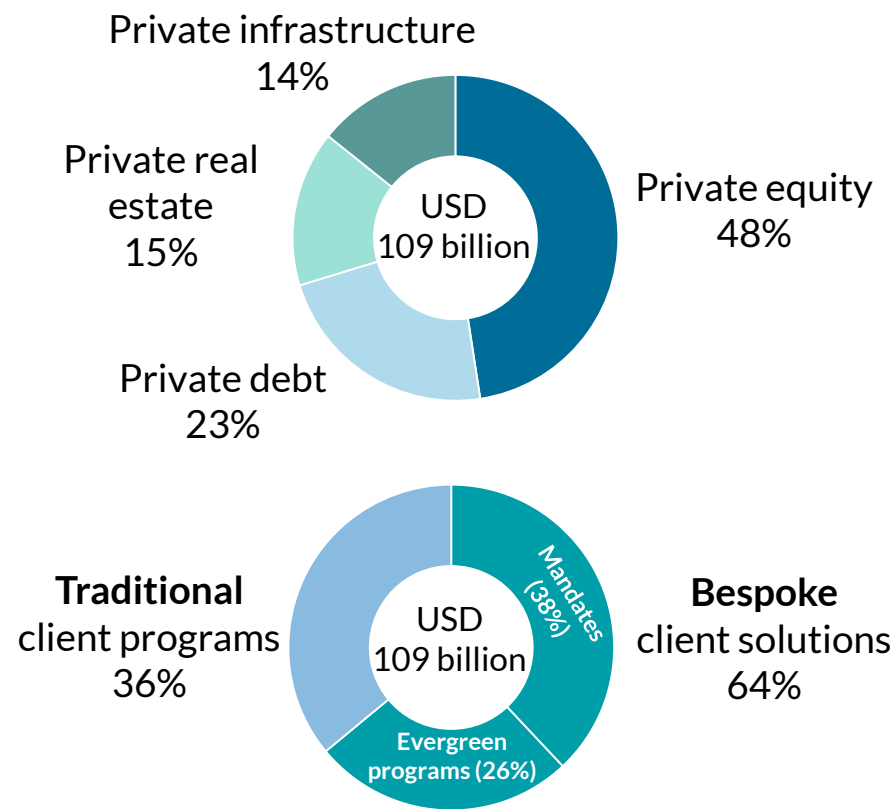 Private infrastructure
14%
Private real
estate
15%
USD
109 billion
Private equity
48%
Private debt
23%
Traditional
client programs
36%
USD
109 billion
Mandates
(38%)
Evergreen
programs (26%)
Bespoke
client solutions
64%